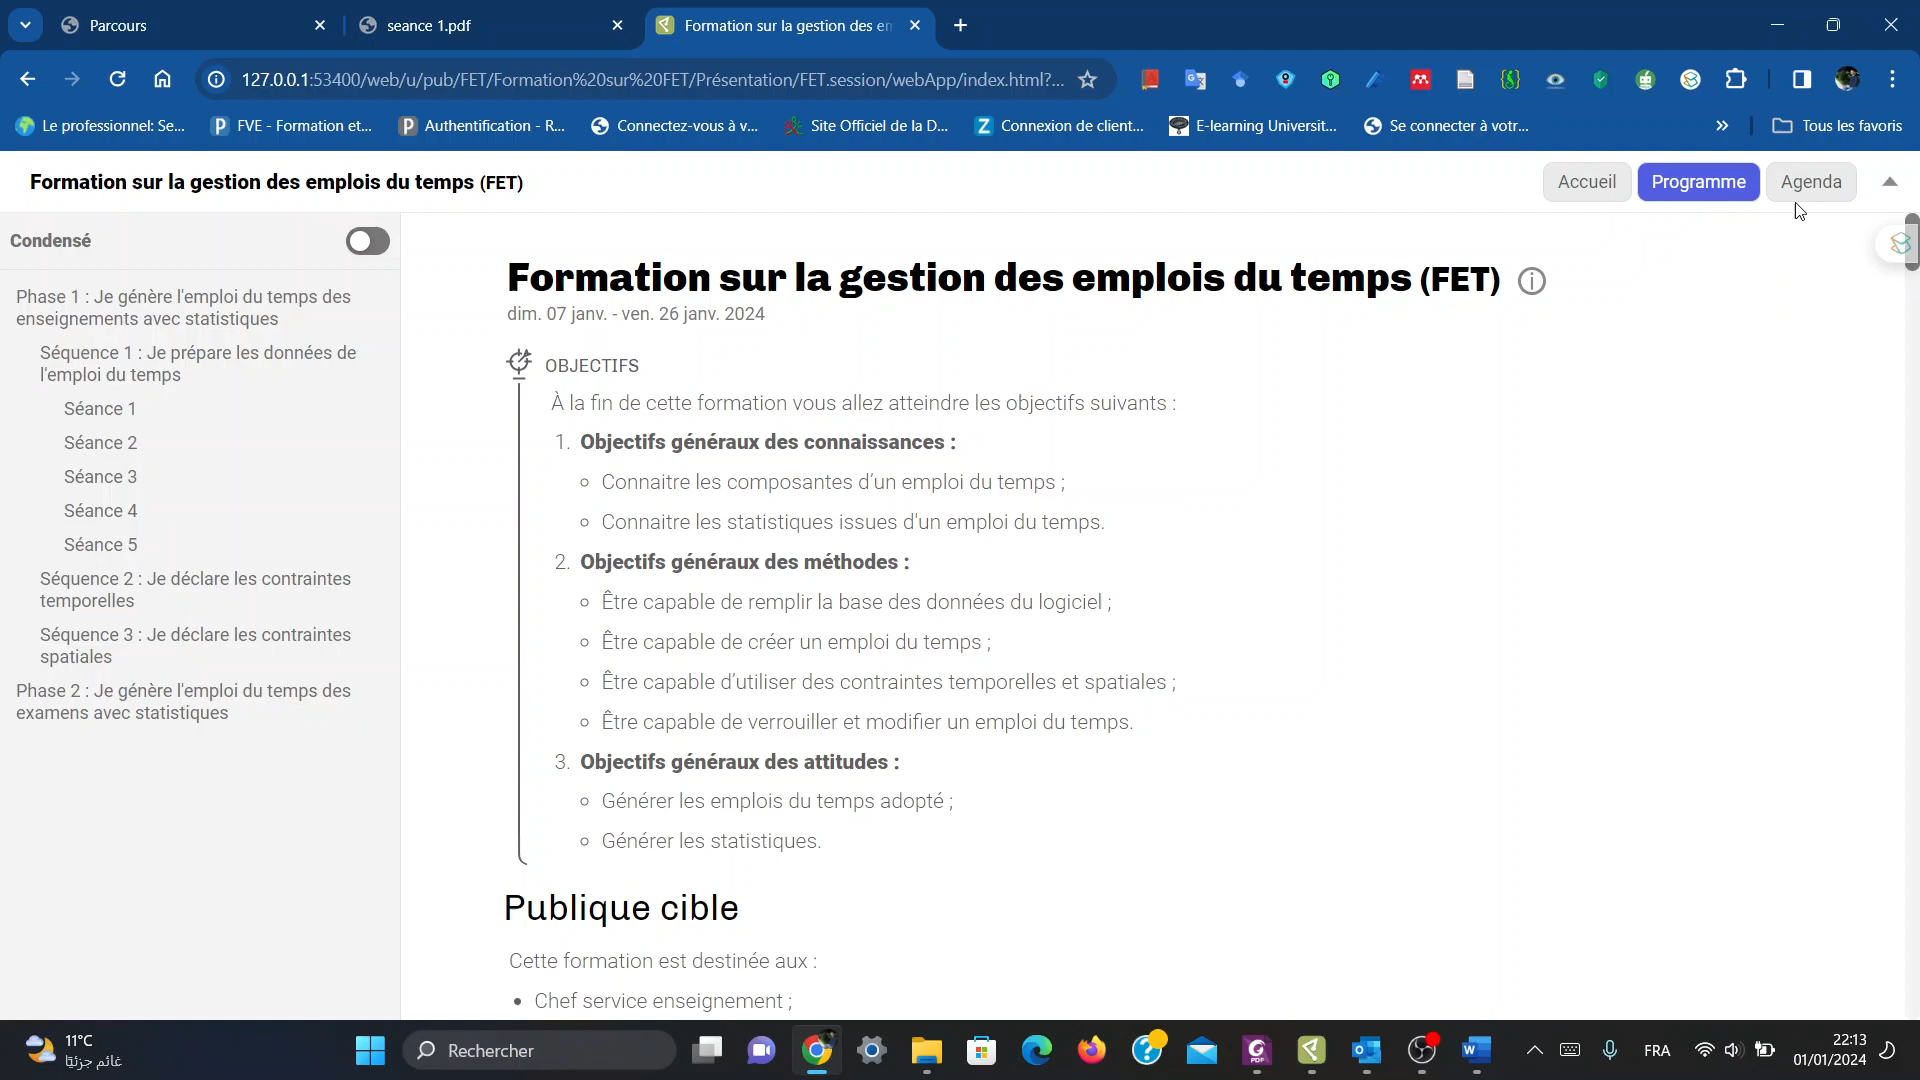 Parcours
seance 1.pdf
Formation sur la gestion des en
127.0.0.1:53400/web/u/pub/FET/Formation%20sur%20FET/Présentation/FET.session/webApp/index.html?...
Le professionnel: Se...
FVE - Formation et...
Authentification - R...
Connectez-vous à v...
Site Officiel de la D...
Connexion de client...
E-learning Universit...
Se connecter à votr...
»
Tous les favoris
Formation sur la gestion des emplois du temps (FET)
Accueil
Programme
Agenda
Condensé
Phase 1 : Je génère l'emploi du temps des
enseignements avec statistiques
Séquence 1 : Je prépare les données de
l'emploi du temps
Séance 1
Séance 2
Séance 3
Séance 4
Séance 5
Séquence 2 : Je déclare les contraintes
temporelles
Séquence 3 : Je déclare les contraintes
spatiales
Phase 2 : Je génère l'emploi du temps des
examens avec statistiques
Formation sur la gestion des emplois du temps (FET)
dim. 07 janv. - ven. 26 janv. 2024
OBJECTIFS
À la fin de cette formation vous allez atteindre les objectifs suivants :
1. Objectifs généraux des connaissances :
Connaitre les composantes d'un emploi du temps ;
Connaitre les statistiques issues d'un emploi du temps.
2. Objectifs généraux des méthodes :
Être capable de remplir la base des données du logiciel ;
Être capable de créer un emploi du temps ;
Être capable d'utiliser des contraintes temporelles et spatiales ;
Être capable de verrouiller et modifier un emploi du temps.
3. Objectifs généraux des attitudes :
Générer les emplois du temps adopté ;
Générer les statistiques.
Publique cible
Cette formation est destinée aux :
• Chef service enseignement ;
11°C
غائم جزئيًا
Rechercher
FRA
22:13
01/01/2024